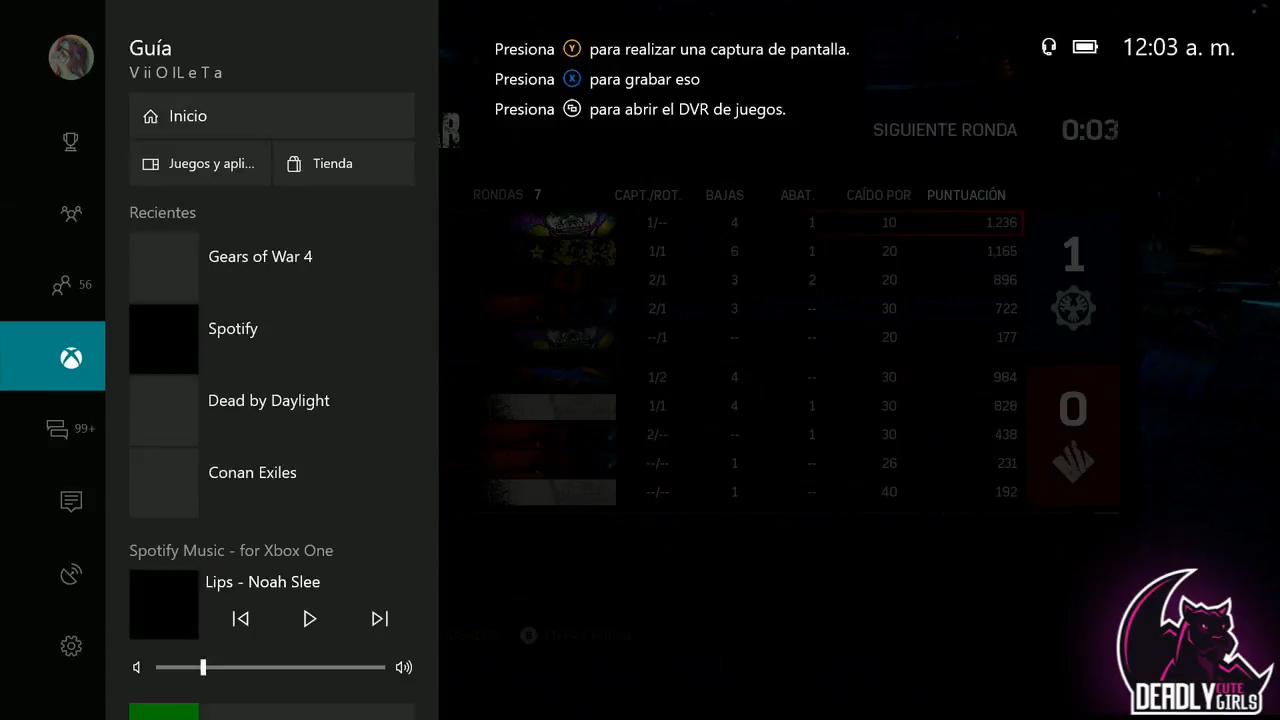 Guía
V ii O lL e T a
Inicio
Juegos y apli...
Tienda
Recientes
Gears of War 4
Spotify
Dead by Daylight
Conan Exiles
56
99+
Spotify Music - for Xbox One
Lips - Noah Slee
Presiona Y para realizar una captura de pantalla.
Presiona X para grabar eso
Presiona para abrir el DVR de juegos.
12:03 a. m.
SIGUIENTE RONDA 0:03
RONDAS 7 CAPT./ROT. BAJAS ABAT. CAÍDO POR PUNTUACIÓN
1/-- 4 1 10 1,236
1/1 6 1 20 1,165
2/1 3 2 20 896
2/1 3 -- 30 722
--/1 -- -- 20 177
1
1/2 4 -- 30 984
1/1 4 1 30 828
2/-- -- 1 30 438
--/-- 1 -- 26 231
--/-- 1 -- 40 192
0
DEADLY CUTE GIRLS